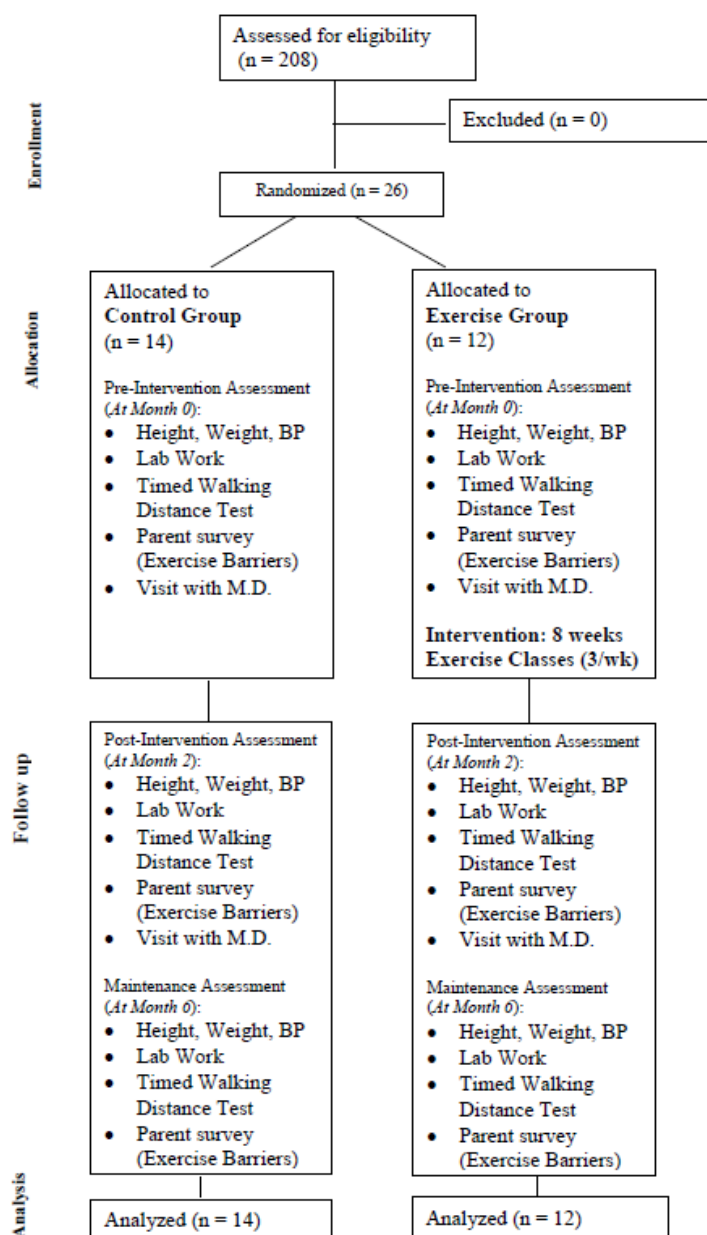 Assessed for eligibility
(n = 208)
Enrollment
Excluded (n = 0)
Randomized (n = 26)
Allocation
Allocated to
Control Group
(n = 14)
Pre-Intervention Assessment
(At Month 0):
• Height, Weight, BP
• Lab Work
• Timed Walking
Distance Test
• Parent survey
(Exercise Barriers)
• Visit with M.D.
Allocated to
Exercise Group
(n = 12)
Pre-Intervention Assessment
(At Month 0):
• Height, Weight, BP
• Lab Work
• Timed Walking
Distance Test
• Parent survey
(Exercise Barriers)
• Visit with M.D.
Intervention: 8 weeks
Exercise Classes (3/wk)
Follow up
Post-Intervention Assessment
(At Month 2):
• Height, Weight, BP
• Lab Work
• Timed Walking
Distance Test
• Parent survey
(Exercise Barriers)
• Visit with M.D.
Maintenance Assessment
(At Month 6):
• Height, Weight, BP
• Lab Work
• Timed Walking
Distance Test
• Parent survey
(Exercise Barriers)
Post-Intervention Assessment
(At Month 2):
• Height, Weight, BP
• Lab Work
• Timed Walking
Distance Test
• Parent survey
(Exercise Barriers)
• Visit with M.D.
Maintenance Assessment
(At Month 6):
• Height, Weight, BP
• Lab Work
• Timed Walking
Distance Test
• Parent survey
(Exercise Barriers)
Analysis
Analyzed (n = 14)
Analyzed (n = 12)